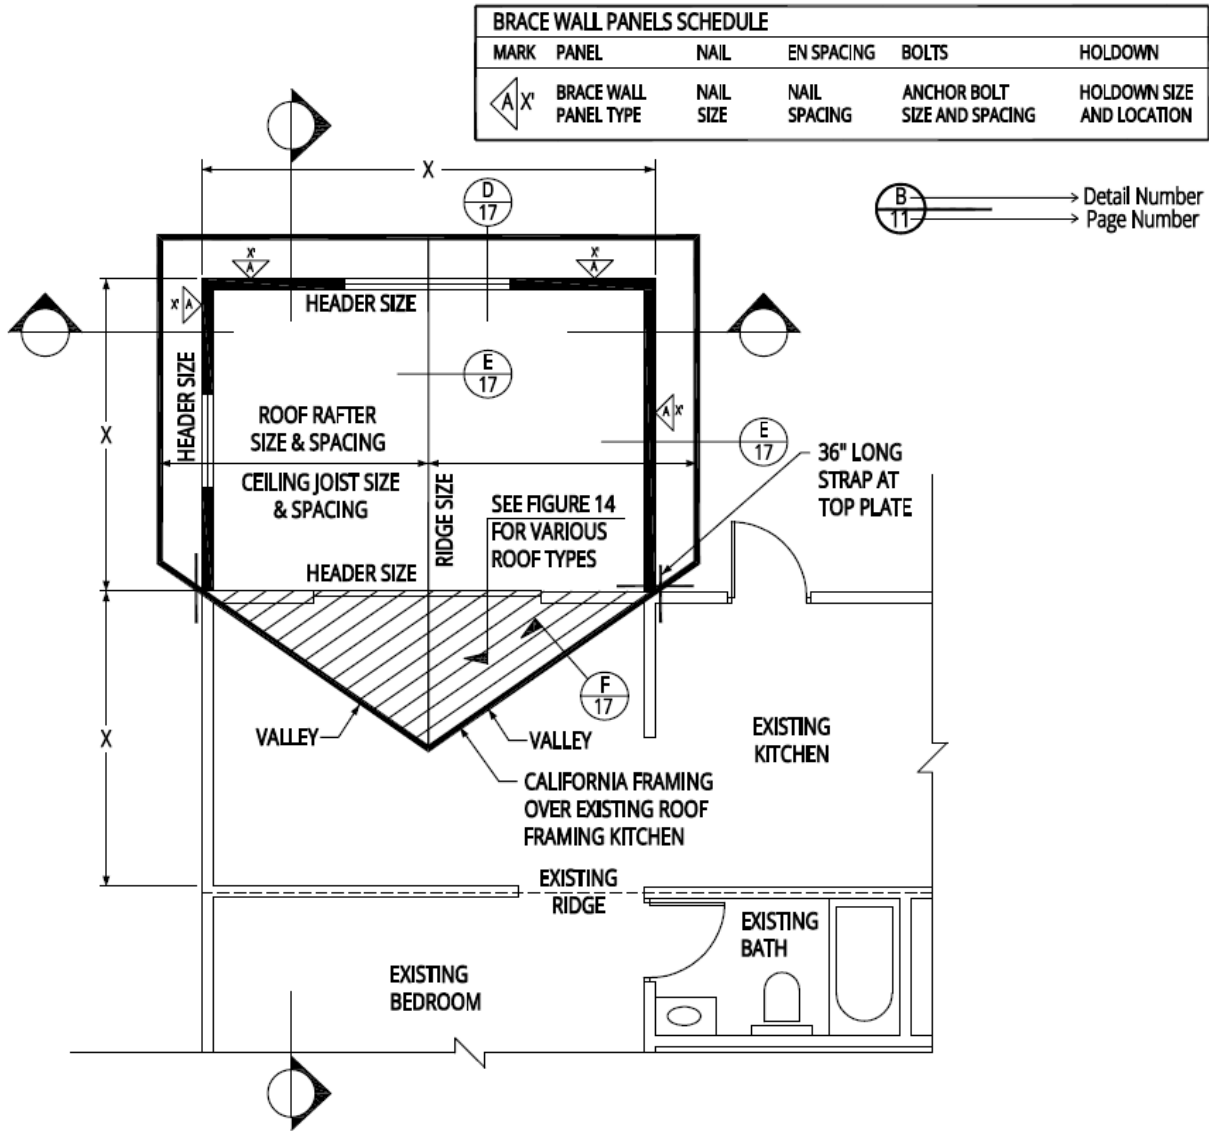 BRACE WALL PANELS SCHEDULE
MARK PANEL NAIL EN SPACING BOLTS HOLDOWN
A X' BRACE WALL NAIL NAIL ANCHOR BOLT HOLDOWN SIZE
PANEL TYPE SIZE SPACING SIZE AND SPACING AND LOCATION
B Detail Number
11 Page Number
X
D
17
X'
A
X'
A
X' A
HEADER SIZE
HEADER SIZE
E
17
X
ROOF RAFTER
SIZE & SPACING
CEILING JOIST SIZE
& SPACING
RIDGE SIZE
A X'
E
17
36" LONG
STRAP AT
TOP PLATE
SEE FIGURE 14
FOR VARIOUS
ROOF TYPES
HEADER SIZE
F
17
X
VALLEY
VALLEY
EXISTING
KITCHEN
CALIFORNIA FRAMING
OVER EXISTING ROOF
FRAMING KITCHEN
EXISTING
RIDGE
EXISTING
BATH
EXISTING
BEDROOM